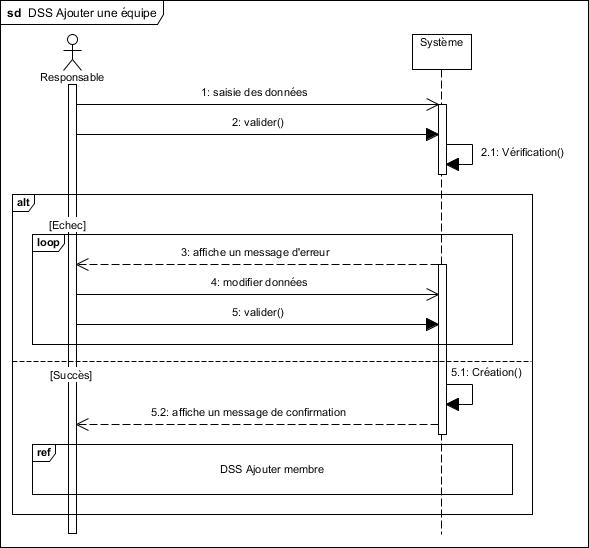 sd DSS Ajouter une équipe
Système
Responsable
1: saisie des données
2: valider()
2.1: Vérification()
alt
[Echec]
loop
3: affiche un message d'erreur
4: modifier données
5: valider()
[Succès]
5.1: Création()
5.2: affiche un message de confirmation
ref
DSS Ajouter membre